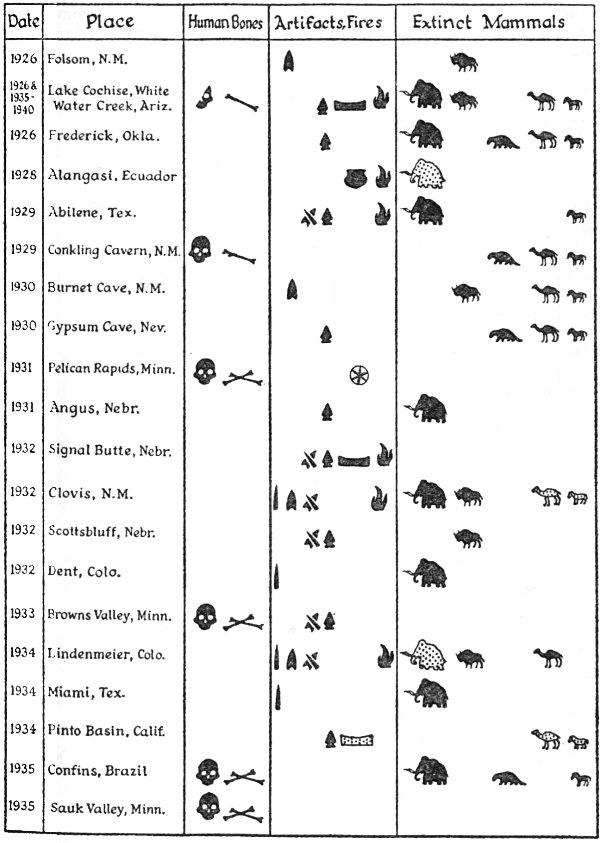 Date Place Human Bones Artifacts, Fires Extinct Mammals
1926 Folsom, N.M.
1926 & 1935-1940 Lake Cochise, White
Water Creek, Ariz.
1926 Frederick, Okla.
1928 Alangasi, Ecuador
1929 Abilene, Tex.
1929 Conkling Cavern, N.M.
1930 Burnet Cave, N.M.
1930 Gypsum Cave, Nev.
1931 Pelican Rapids, Minn.
1931 Angus, Nebr.
1932 Signal Butte, Nebr.
1932 Clovis, N.M.
1932 Scottsbluff, Nebr.
1932 Dent, Colo.
1933 Browns Valley, Minn.
1934 Lindenmeier, Colo.
1934 Miami, Tex.
1934 Pinto Basin, Calif.
1935 Confins, Brazil
1935 Sauk Valley, Minn.